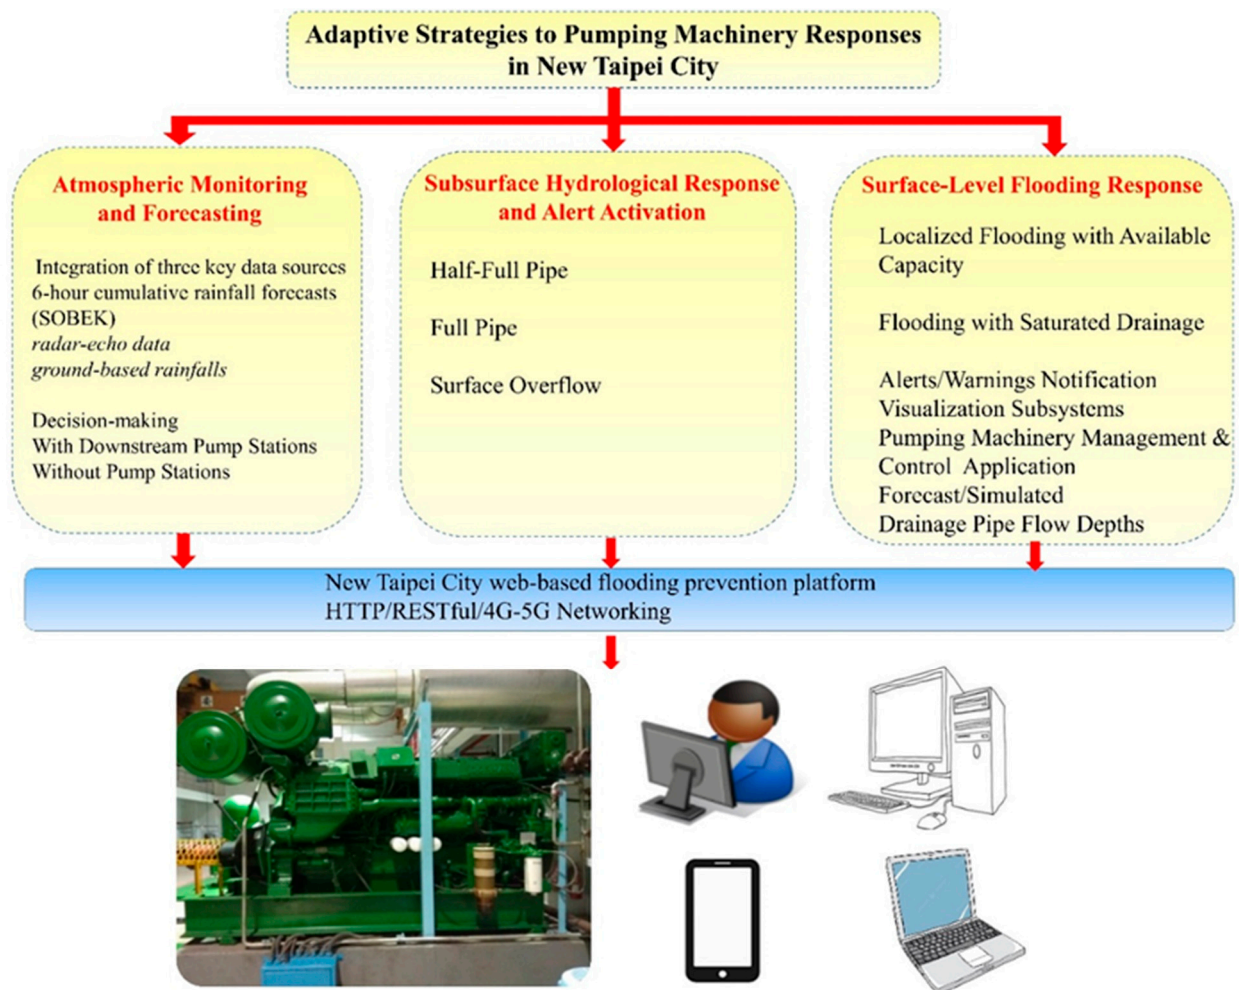 Adaptive Strategies to Pumping Machinery Responses
in New Taipei City
Atmospheric Monitoring
and Forecasting
Integration of three key data sources
6-hour cumulative rainfall forecasts
(SOBEK)
radar-echo data
ground-based rainfalls
Decision-making
With Downstream Pump Stations
Without Pump Stations
Subsurface Hydrological Response
and Alert Activation
Half-Full Pipe
Full Pipe
Surface Overflow
Surface-Level Flooding Response
Localized Flooding with Available
Capacity
Flooding with Saturated Drainage
Alerts/Warnings Notification
Visualization Subsystems
Pumping Machinery Management &
Control Application
Forecast/Simulated
Drainage Pipe Flow Depths
New Taipei City web-based flooding prevention platform
HTTP/RESTful/4G-5G Networking